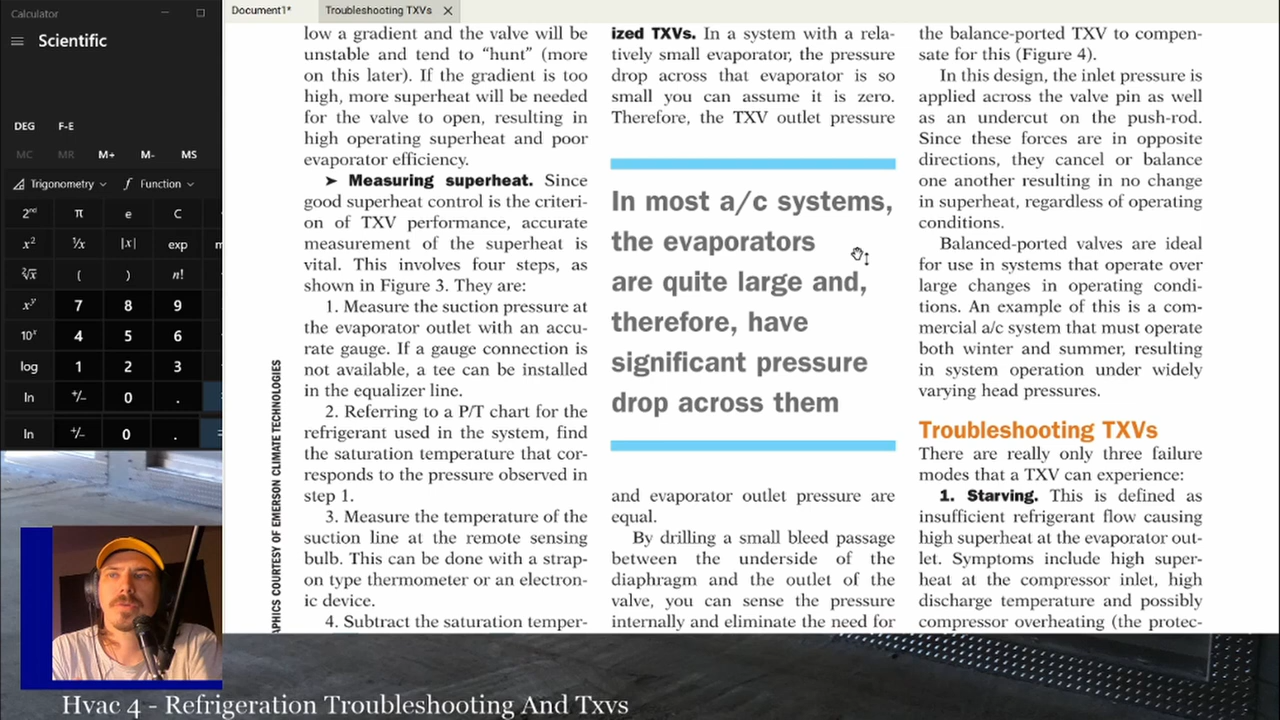 Calculator
Scientific
DEG F-E
MC MR M+ M- MS
Trigonometry Function
2nd π e C
x² ¹/x |x| exp m
²√x ( ) n!
xʸ 7 8 9
10ˣ 4 5 6
log 1 2 3
ln +/- 0 .
ln +/- 0 .
Document1*
Troubleshooting TXVs
low a gradient and the valve will be
unstable and tend to “hunt” (more
on this later). If the gradient is too
high, more superheat will be needed
for the valve to open, resulting in
high operating superheat and poor
evaporator efficiency.
➤ Measuring superheat. Since
good superheat control is the criteri-
on of TXV performance, accurate
measurement of the superheat is
vital. This involves four steps, as
shown in Figure 3. They are:
1. Measure the suction pressure at
the evaporator outlet with an accu-
rate gauge. If a gauge connection is
not available, a tee can be installed
in the equalizer line.
2. Referring to a P/T chart for the
refrigerant used in the system, find
the saturation temperature that cor-
responds to the pressure observed in
step 1.
3. Measure the temperature of the
suction line at the remote sensing
bulb. This can be done with a strap-
on type thermometer or an electron-
ic device.
4. Subtract the saturation temper-
APHICS COURTESY OF EMERSON CLIMATE TECHNOLOGIES
ized TXVs. In a system with a rela-
tively small evaporator, the pressure
drop across that evaporator is so
small you can assume it is zero.
Therefore, the TXV outlet pressure
In most a/c systems,
the evaporators
are quite large and,
therefore, have
significant pressure
drop across them
and evaporator outlet pressure are
equal.
By drilling a small bleed passage
between the underside of the
diaphragm and the outlet of the
valve, you can sense the pressure
internally and eliminate the need for
the balance-ported TXV to compen-
sate for this (Figure 4).
In this design, the inlet pressure is
applied across the valve pin as well
as an undercut on the push-rod.
Since these forces are in opposite
directions, they cancel or balance
one another resulting in no change
in superheat, regardless of operating
conditions.
Balanced-ported valves are ideal
for use in systems that operate over
large changes in operating condi-
tions. An example of this is a com-
mercial a/c system that must operate
both winter and summer, resulting
in system operation under widely
varying head pressures.
Troubleshooting TXVs
There are really only three failure
modes that a TXV can experience:
1. Starving. This is defined as
insufficient refrigerant flow causing
high superheat at the evaporator out-
let. Symptoms include high super-
heat at the compressor inlet, high
discharge temperature and possibly
compressor overheating (the protec-
Hvac 4 - Refrigeration Troubleshooting And Txvs